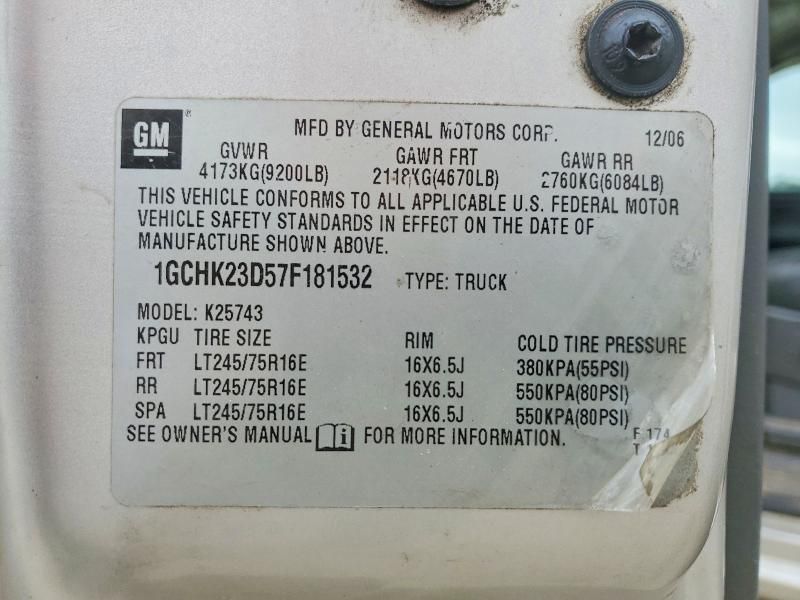 GM
MFD BY GENERAL MOTORS CORP. 12/06
GVWR GAWR FRT GAWR RR
4173KG(9200LB) 2118KG(4670LB) 2760KG(6084LB)
THIS VEHICLE CONFORMS TO ALL APPLICABLE U.S. FEDERAL MOTOR
VEHICLE SAFETY STANDARDS IN EFFECT ON THE DATE OF
MANUFACTURE SHOWN ABOVE.
1GCHK23D57F181532 TYPE: TRUCK
MODEL: K25743
KPGU TIRE SIZE RIM COLD TIRE PRESSURE
FRT LT245/75R16E 16X6.5J 380KPA(55PSI)
RR LT245/75R16E 16X6.5J 550KPA(80PSI)
SPA LT245/75R16E 16X6.5J 550KPA(80PSI)
SEE OWNER'S MANUAL i FOR MORE INFORMATION.
F 174
T